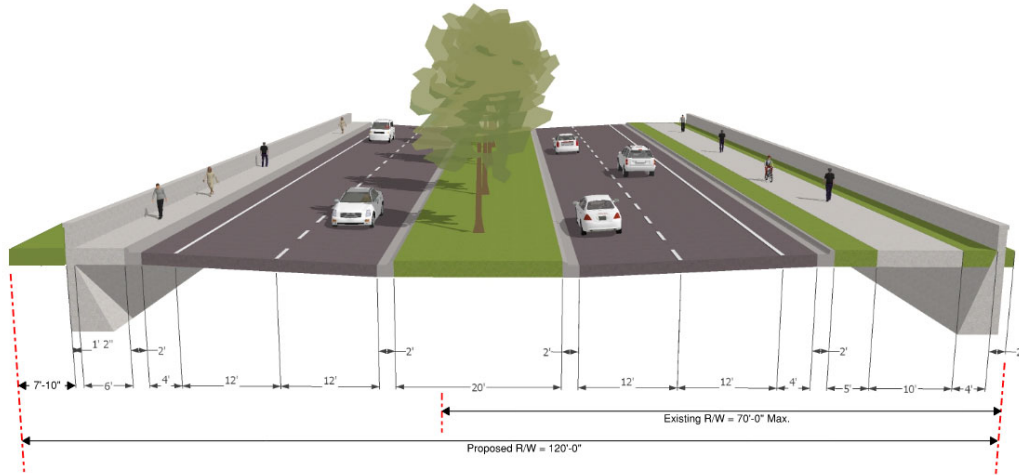 1' 2" 2' 2' 2' 2' 2'
7'-10" 6' 4' 12' 12' 20' 12' 12' 4' 5' 10' 4'
Existing R/W = 70'-0" Max.
Proposed R/W = 120'-0"